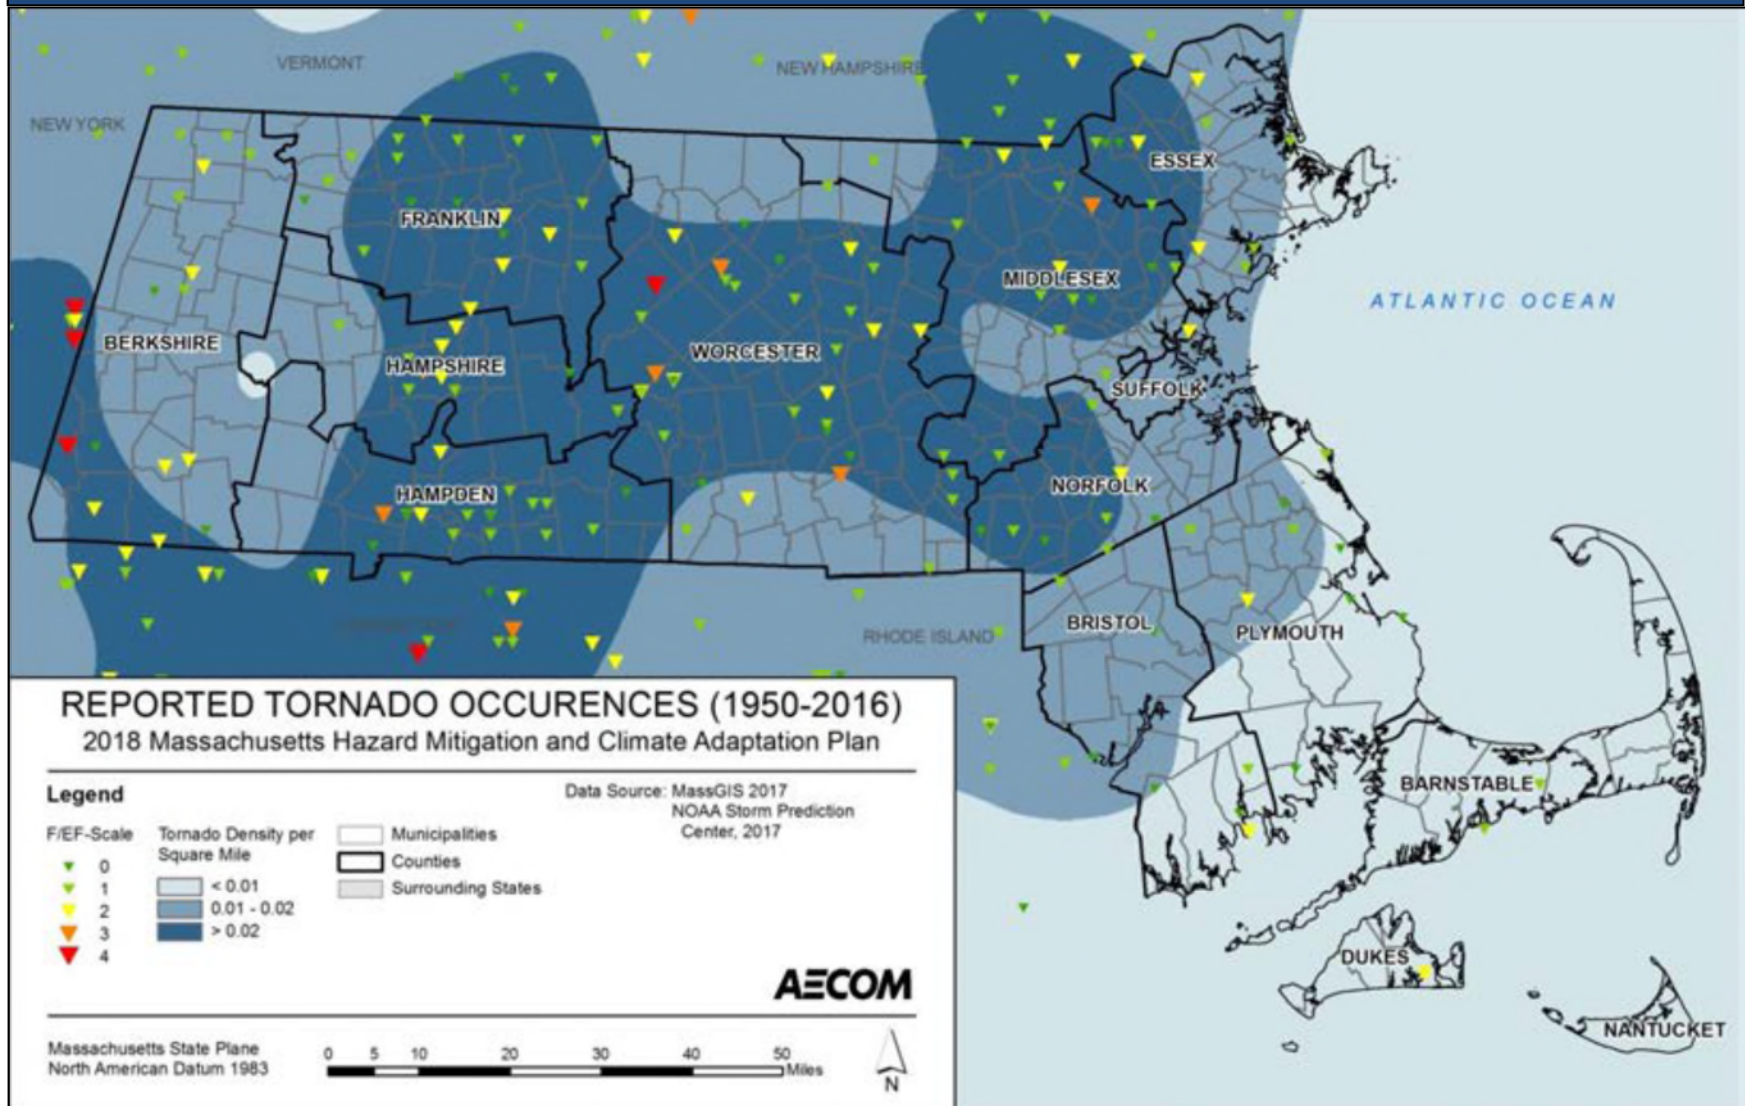 VERMONT
NEW HAMPSHIRE
NEW YORK
ESSEX
FRANKLIN
MIDDLESEX
ATLANTIC OCEAN
BERKSHIRE
WORCESTER
HAMPSHIRE
SUFFOLK
NORFOLK
HAMPDEN
BRISTOL
PLYMOUTH
RHODE ISLAND
BARNSTABLE
DUKES
NANTUCKET
REPORTED TORNADO OCCURENCES (1950-2016)
2018 Massachusetts Hazard Mitigation and Climate Adaptation Plan
Legend
Data Source: MassGIS 2017
NOAA Storm Prediction
Center, 2017
F/EF-Scale
0
1
2
3
4
Tornado Density per
Square Mile
< 0.01
0.01 - 0.02
> 0.02
Municipalities
Counties
Surrounding States
AECOM
Massachusetts State Plane
North American Datum 1983
0 5 10 20 30 40 50
Miles
N